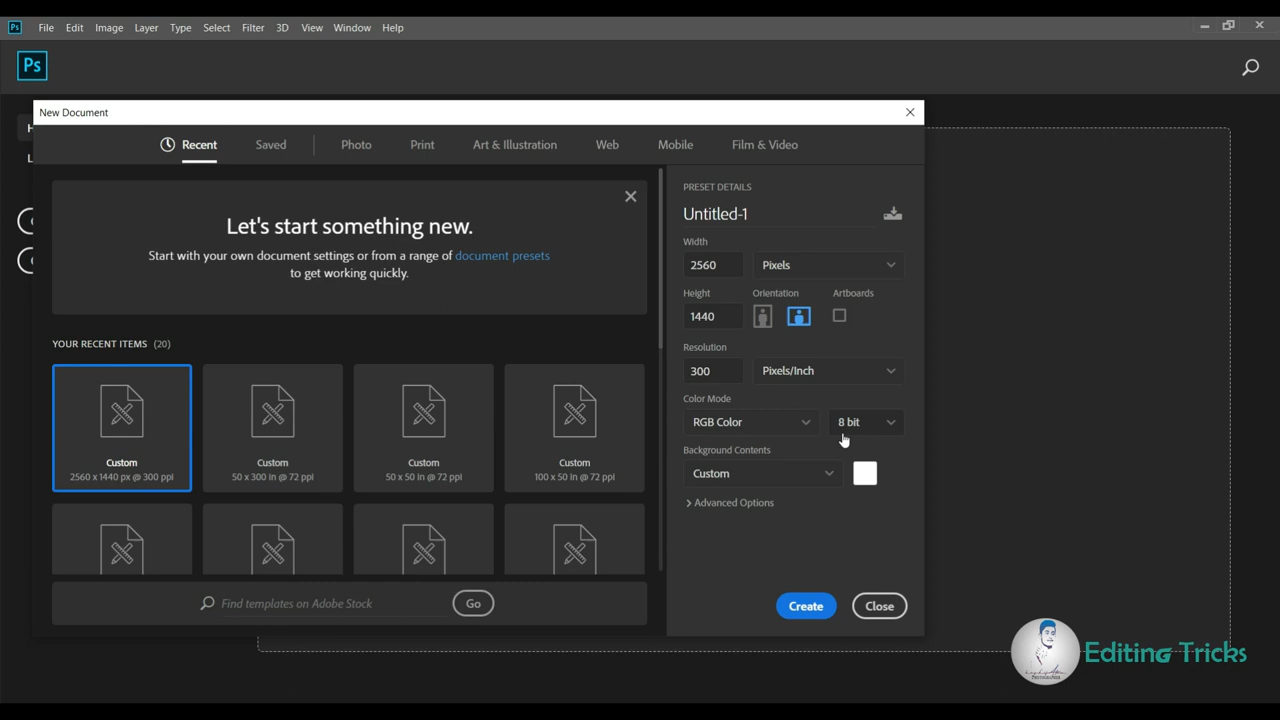 Ps File Edit Image Layer Type Select Filter 3D View Window Help
Ps
New Document
Recent Saved Photo Print Art & Illustration Web Mobile Film & Video
Let's start something new.
Start with your own document settings or from a range of document presets
to get working quickly.
YOUR RECENT ITEMS (20)
Custom
2560 x 1440 px @ 300 ppi
Custom
50 x 300 in @ 72 ppi
Custom
50 x 50 in @ 72 ppi
Custom
100 x 50 in @ 72 ppi
Find templates on Adobe Stock Go
PRESET DETAILS
Untitled-1
Width
2560 Pixels
Height Orientation Artboards
1440
Resolution
300 Pixels/Inch
Color Mode
RGB Color 8 bit
Background Contents
Custom
Advanced Options
Create Close
Editing Tricks